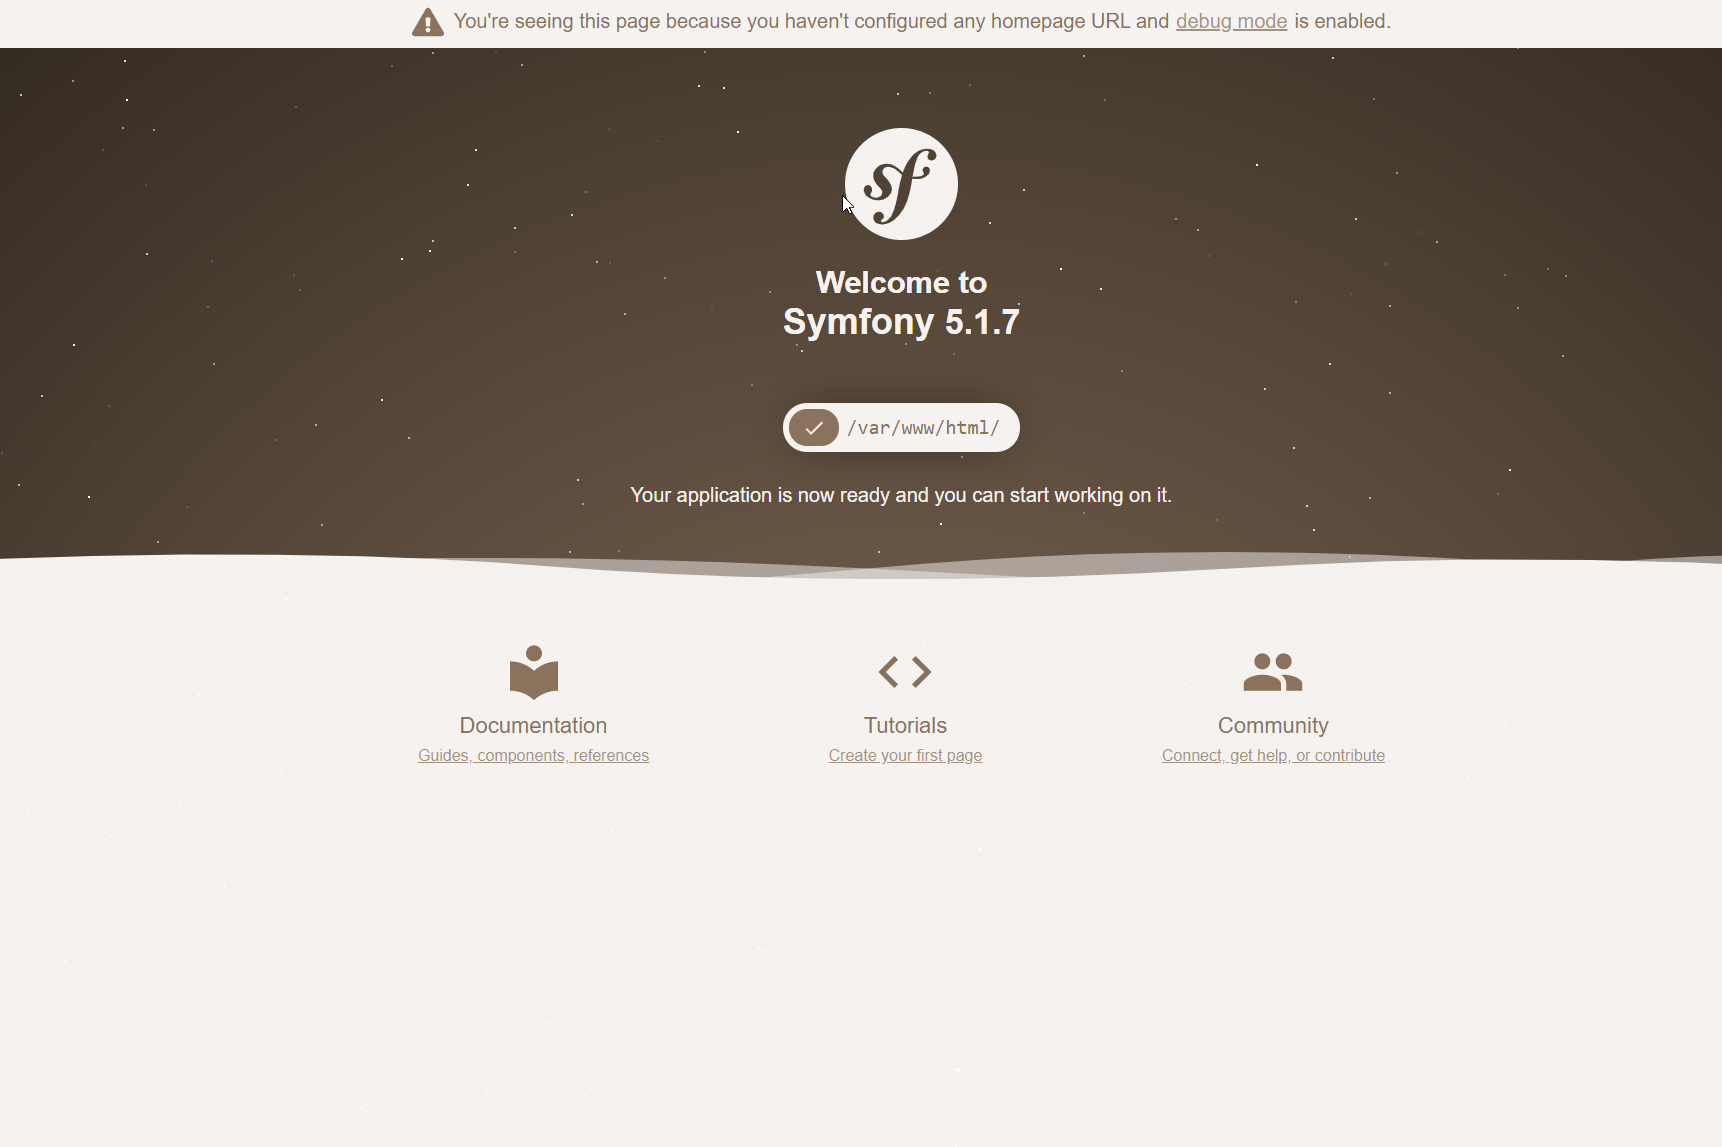 You're seeing this page because you haven't configured any homepage URL and debug mode is enabled.
sf
Welcome to
Symfony 5.1.7
/var/www/html/
Your application is now ready and you can start working on it.
Documentation
Guides, components, references
Tutorials
Create your first page
Community
Connect, get help, or contribute